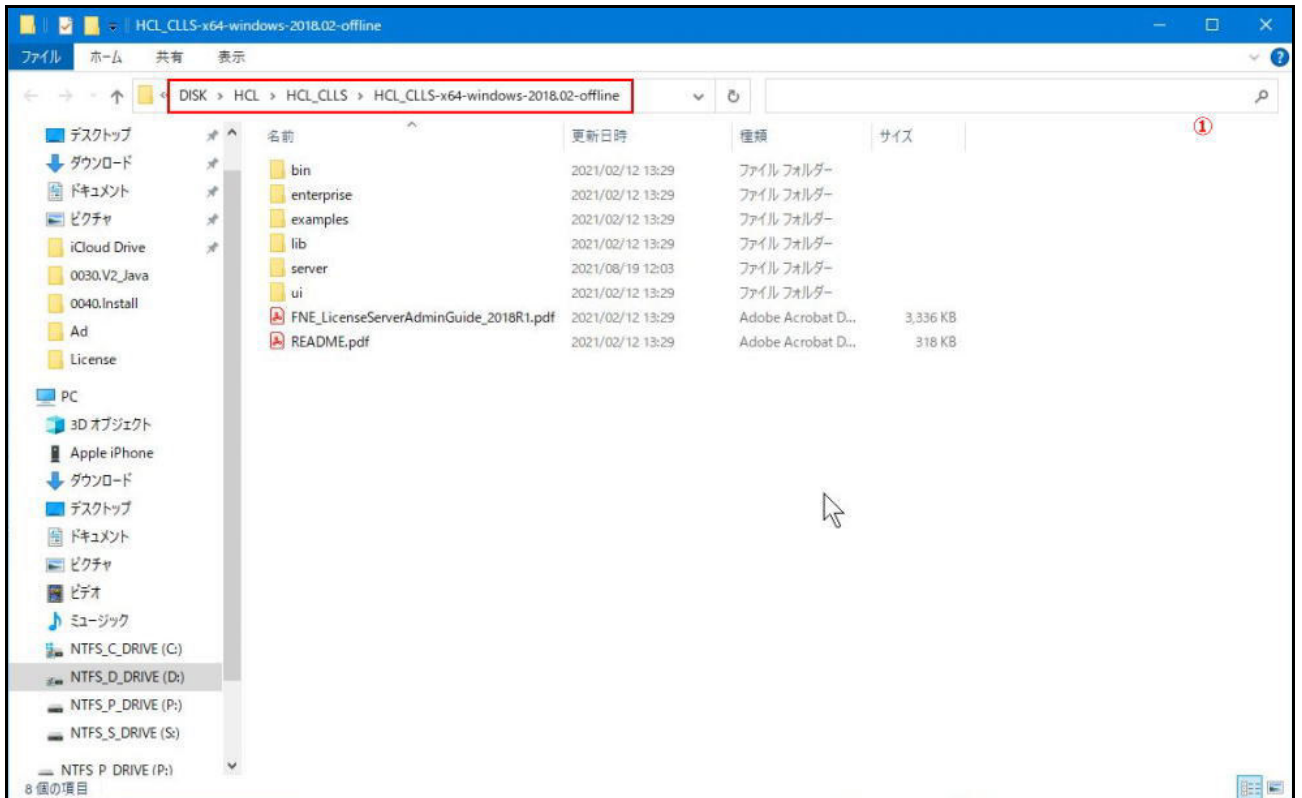 HCL_CLLS-x64-windows-2018.02-offline
ファイル ホーム 共有 表示
« DISK > HCL > HCL_CLLS > HCL_CLLS-x64-windows-2018.02-offline
①
名前 更新日時 種類 サイズ
bin 2021/02/12 13:29 ファイル フォルダー
enterprise 2021/02/12 13:29 ファイル フォルダー
examples 2021/02/12 13:29 ファイル フォルダー
lib 2021/02/12 13:29 ファイル フォルダー
server 2021/08/19 12:03 ファイル フォルダー
ui 2021/02/12 13:29 ファイル フォルダー
FNE_LicenseServerAdminGuide_2018R1.pdf 2021/02/12 13:29 Adobe Acrobat D... 3,336 KB
README.pdf 2021/02/12 13:29 Adobe Acrobat D... 318 KB
デスクトップ
ダウンロード
ドキュメント
ピクチャ
iCloud Drive
0030.V2_Java
0040.Install
Ad
License
PC
3D オブジェクト
Apple iPhone
ダウンロード
デスクトップ
ドキュメント
ピクチャ
ビデオ
ミュージック
NTFS_C_DRIVE (C:)
NTFS_D_DRIVE (D:)
NTFS_P_DRIVE (P:)
NTFS_S_DRIVE (S:)
NTFS_P_DRIVE (P:)
8 個の項目